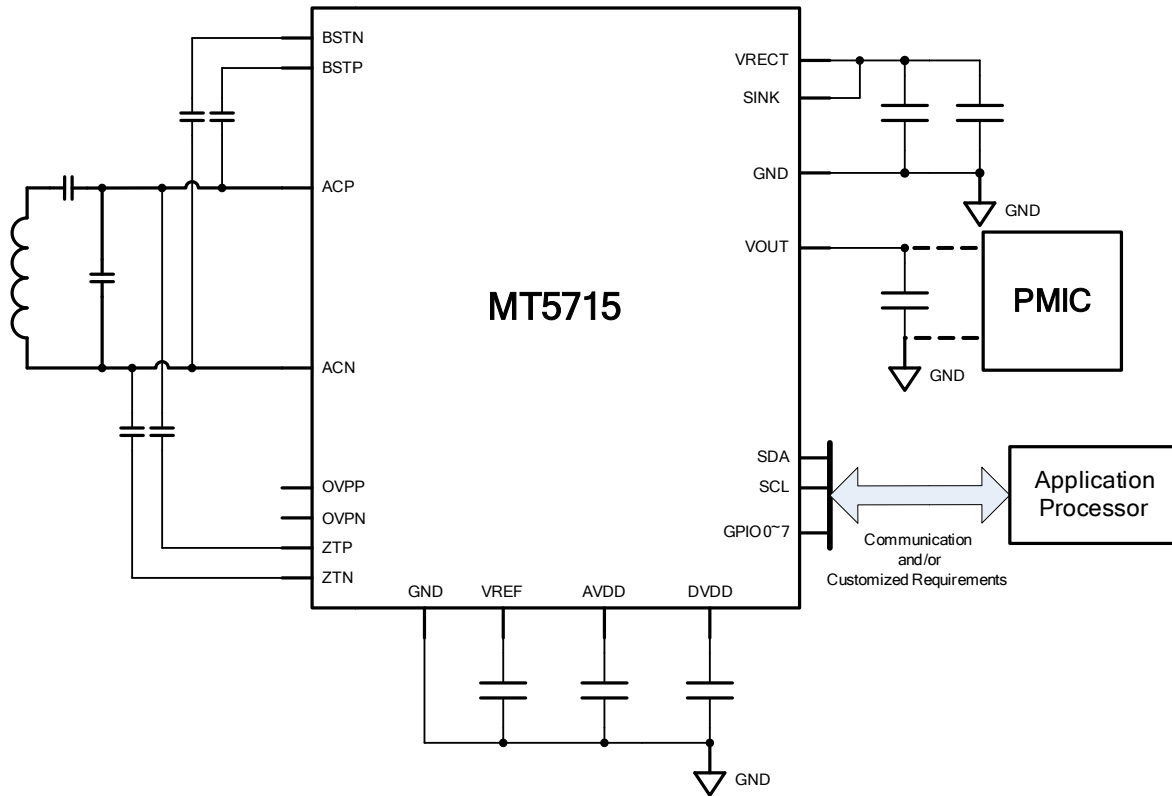 BSTN
BSTP
ACP
ACN
OVPP
OVPN
ZTP
ZTN
MT5715
VRECT
SINK
GND
VOUT
SDA
SCL
GPIO0~7
GND
VREF
AVDD
DVDD
GND
GND
GND
PMIC
Application
Processor
Communication
and/or
Customized Requirements